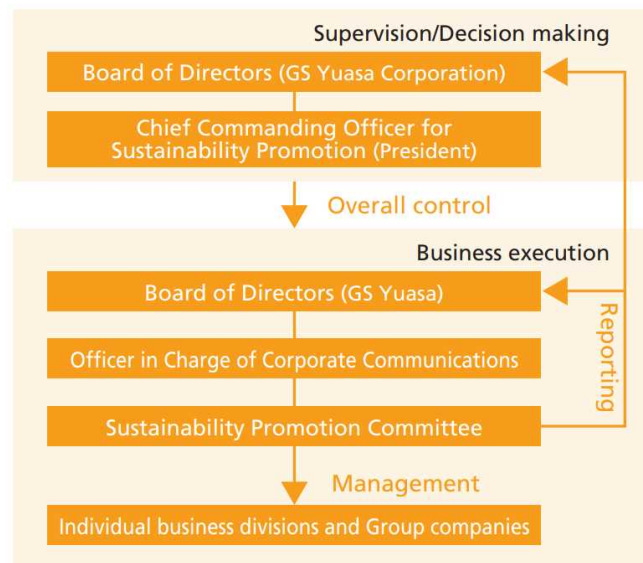 Supervision/Decision making
Board of Directors (GS Yuasa Corporation)
Chief Commanding Officer for
Sustainability Promotion (President)
Overall control
Business execution
Board of Directors (GS Yuasa)
Reporting
Officer in Charge of Corporate Communications
Sustainability Promotion Committee
Management
Individual business divisions and Group companies